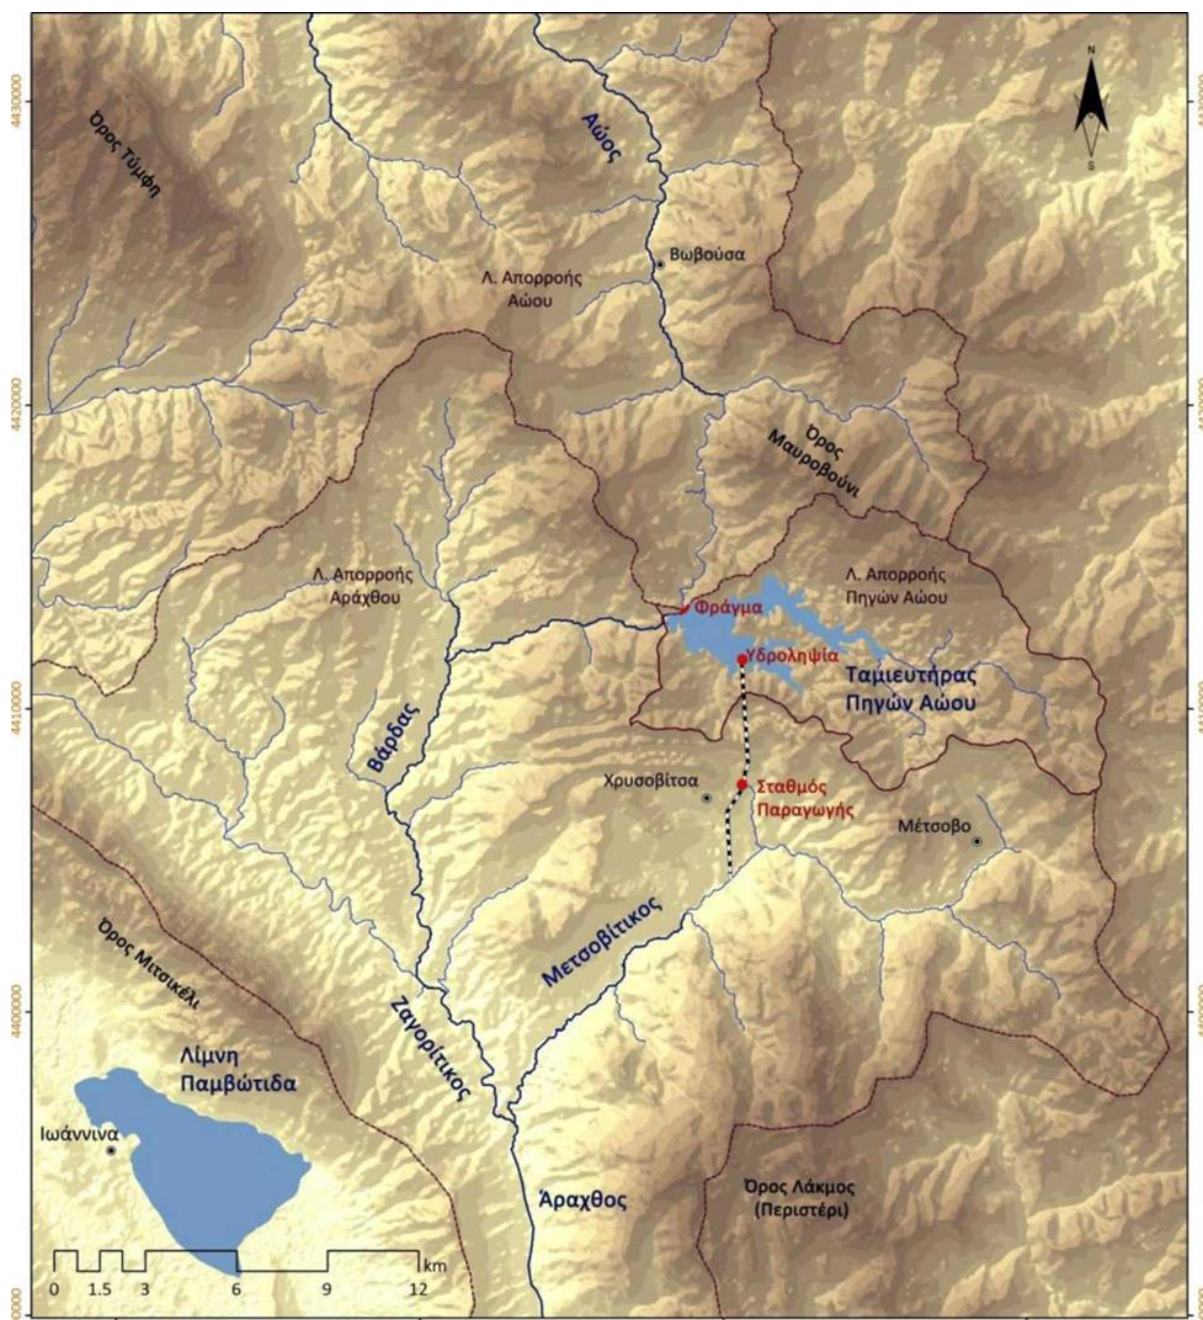 N
S
4430000
Όρος Τύμφη
Αώος
Βωβούσα
Λ. Απορροής
Αώου
4420000
Όρος
Μαυροβούνι
Λ. Απορροής
Αράχθου
Λ. Απορροής
Πηγών Αώου
Φράγμα
Υδροληψία
Ταμιευτήρας
Πηγών Αώου
4410000
Βάρδας
Χρυσοβίτσα
Σταθμός
Παραγωγής
Μέτσοβο
Μετσοβίτικος
Όρος Μιτσικέλι
Ζαγορίτικος
4400000
Λίμνη
Παμβώτιδα
Ιωάννινα
Άραχθος
Όρος Λάκμος
(Περιστέρι)
km
0 1.5 3 6 9 12